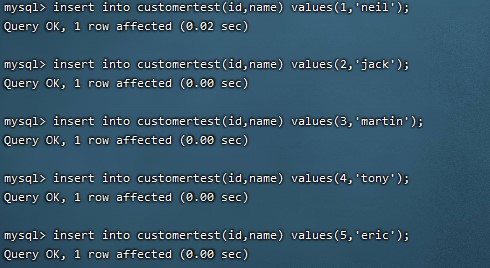 mysql> insert into customertest(id,name) values(1,'neil');
Query OK, 1 row affected (0.02 sec)
mysql> insert into customertest(id,name) values(2,'jack');
Query OK, 1 row affected (0.00 sec)
mysql> insert into customertest(id,name) values(3,'martin');
Query OK, 1 row affected (0.00 sec)
mysql> insert into customertest(id,name) values(4,'tony');
Query OK, 1 row affected (0.00 sec)
mysql> insert into customertest(id,name) values(5,'eric');
Query OK, 1 row affected (0.00 sec)